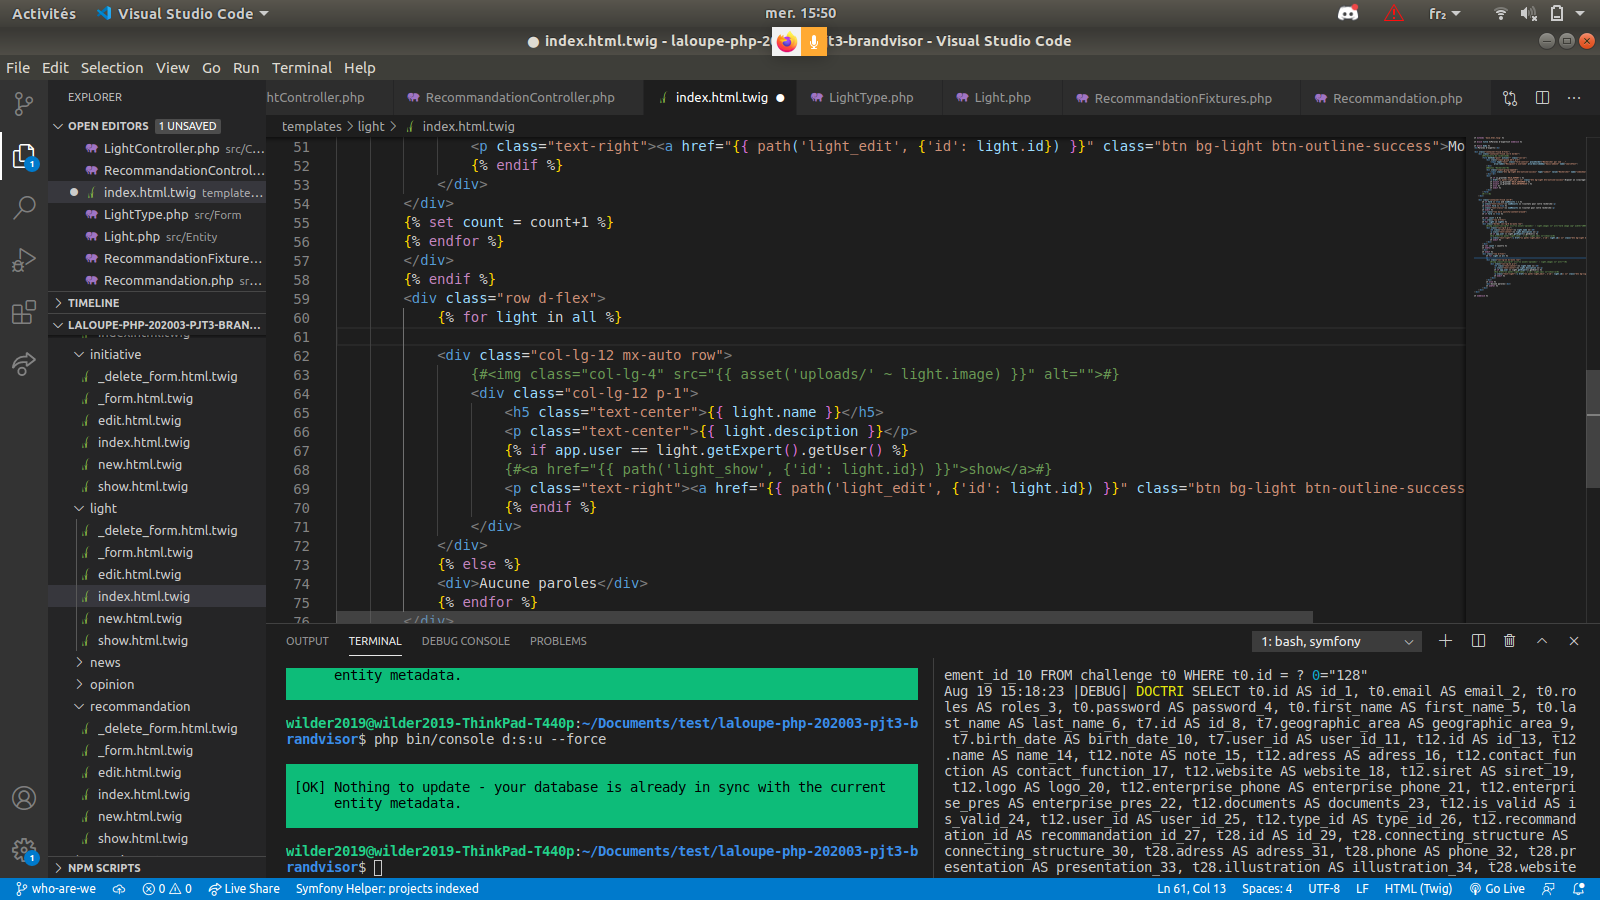 Activités
Visual Studio Code
mer. 15:50
fr₂
● index.html.twig - laloupe-php-2
jt3-brandvisor - Visual Studio Code
File Edit Selection View Go Run Terminal Help
EXPLORER
OPEN EDITORS 1 UNSAVED
LightController.php src/C...
RecommandationControl...
index.html.twig template...
LightType.php src/Form
Light.php src/Entity
RecommandationFixture...
Recommandation.php sr...
TIMELINE
LALOUPE-PHP-202003-PJT3-BRAN...
index.html.twig
initiative
_delete_form.html.twig
_form.html.twig
edit.html.twig
index.html.twig
new.html.twig
show.html.twig
light
_delete_form.html.twig
_form.html.twig
edit.html.twig
index.html.twig
new.html.twig
show.html.twig
news
opinion
recommandation
_delete_form.html.twig
_form.html.twig
edit.html.twig
index.html.twig
new.html.twig
show.html.twig
NPM SCRIPTS
htController.php
RecommandationController.php
index.html.twig
LightType.php
Light.php
RecommandationFixtures.php
Recommandation.php
templates > light > index.html.twig
51 <p class="text-right"><a href="{{ path('light_edit', {'id': light.id}) }}" class="btn bg-light btn-outline-success">Mo
52 {% endif %}
53 </div>
54 </div>
55 {% set count = count+1 %}
56 {% endfor %}
57 </div>
58 {% endif %}
59 <div class="row d-flex">
60 {% for light in all %}
61
62 <div class="col-lg-12 mx-auto row">
63 {#<img class="col-lg-4" src="{{ asset('uploads/' ~ light.image) }}" alt="">#}
64 <div class="col-lg-12 p-1">
65 <h5 class="text-center">{{ light.name }}</h5>
66 <p class="text-center">{{ light.desciption }}</p>
67 {% if app.user == light.getExpert().getUser() %}
68 {#<a href="{{ path('light_show', {'id': light.id}) }}">show</a>#}
69 <p class="text-right"><a href="{{ path('light_edit', {'id': light.id}) }}" class="btn bg-light btn-outline-success
70 {% endif %}
71 </div>
72 </div>
73 {% else %}
74 <div>Aucune paroles</div>
75 {% endfor %}
76 </div>
OUTPUT TERMINAL DEBUG CONSOLE PROBLEMS
1: bash, symfony
entity metadata.
wilder2019@wilder2019-ThinkPad-T440p:~/Documents/test/laloupe-php-202003-pjt3-b
randvisor$ php bin/console d:s:u --force
[OK] Nothing to update - your database is already in sync with the current
entity metadata.
wilder2019@wilder2019-ThinkPad-T440p:~/Documents/test/laloupe-php-202003-pjt3-b
randvisor$
ement_id_10 FROM challenge t0 WHERE t0.id = ? 0="128"
Aug 19 15:18:23 |DEBUG| DOCTRI SELECT t0.id AS id_1, t0.email AS email_2, t0.ro
les AS roles_3, t0.password AS password_4, t0.first_name AS first_name_5, t0.la
st_name AS last_name_6, t7.id AS id_8, t7.geographic_area AS geographic_area_9,
t7.birth_date AS birth_date_10, t7.user_id AS user_id_11, t12.id AS id_13, t12
.name AS name_14, t12.note AS note_15, t12.adress AS adress_16, t12.contact_fun
ction AS contact_function_17, t12.website AS website_18, t12.siret AS siret_19,
t12.logo AS logo_20, t12.enterprise_phone AS enterprise_phone_21, t12.enterpri
se_pres AS enterprise_pres_22, t12.documents AS documents_23, t12.is_valid AS i
s_valid_24, t12.user_id AS user_id_25, t12.type_id AS type_id_26, t12.recommand
ation_id AS recommandation_id_27, t28.id AS id_29, t28.connecting_structure AS
connecting_structure_30, t28.adress AS adress_31, t28.phone AS phone_32, t28.pr
esentation AS presentation_33, t28.illustration AS illustration_34, t28.website
who-are-we
0 0
Live Share
Symfony Helper: projects indexed
Ln 61, Col 13
Spaces: 4
UTF-8
LF
HTML (Twig)
Go Live